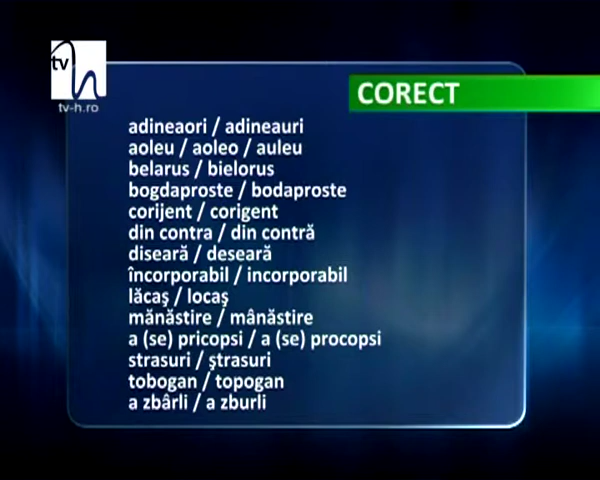 tv
h
tv-h.ro
CORECT
adineaori / adineauri
aoleu / aoleo / auleu
belarus / bielorus
bogdaproste / bodaproste
corijent / corigent
din contra / din contră
diseară / deseară
încorporabil / incorporabil
lăcaş / locaş
mănăstire / mânăstire
a (se) pricopsi / a (se) procopsi
strasuri / ştrasuri
tobogan / topogan
a zbârli / a zburli